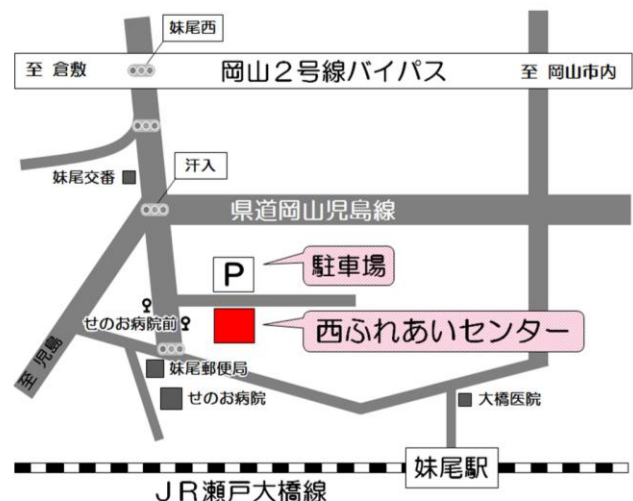 妹尾西
至 倉敷
岡山２号線バイパス
至 岡山市内
妹尾交番
汗入
県道岡山児島線
P
駐車場
せのお病院前
西ふれあいセンター
至 児島
妹尾郵便局
せのお病院
大橋医院
妹尾駅
ＪＲ瀬戸大橋線